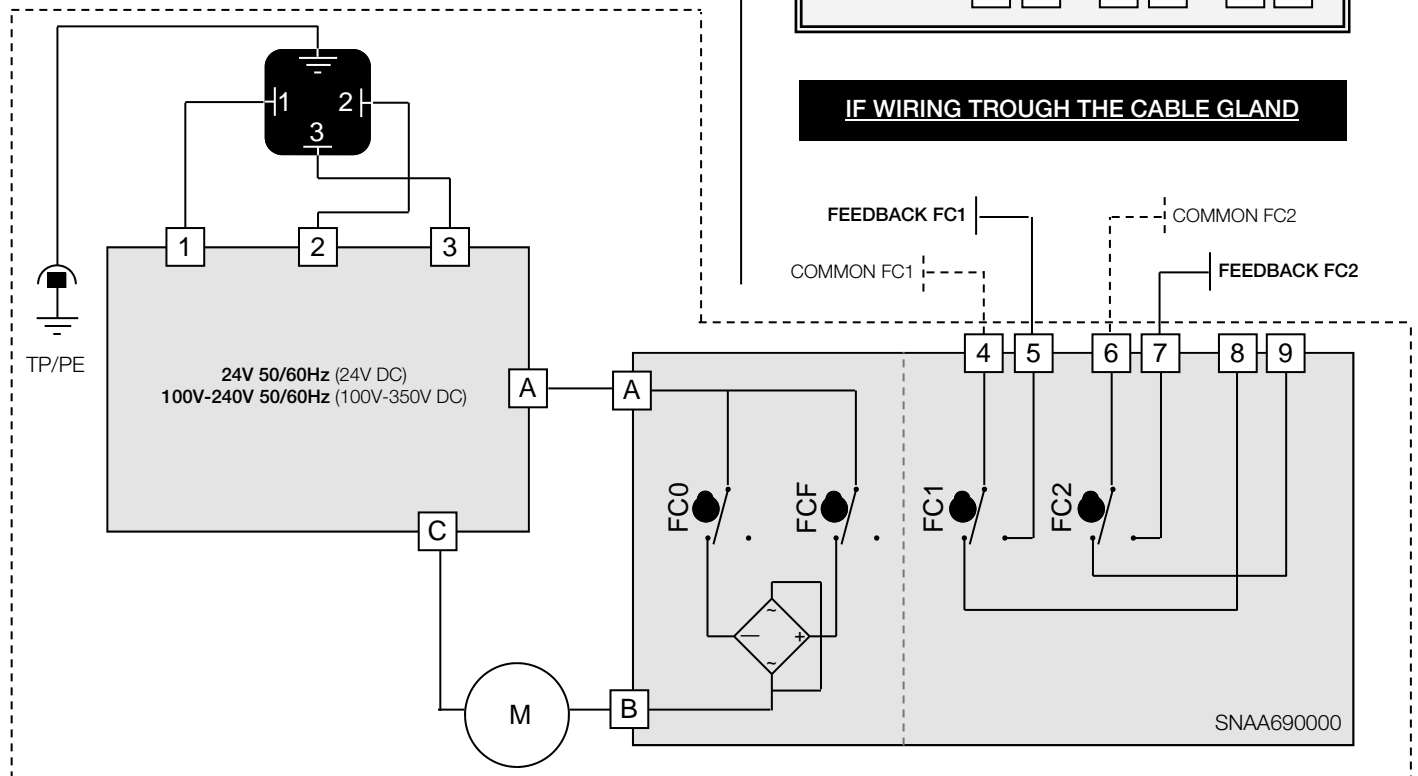 IF WIRING TROUGH THE CABLE GLAND
1 2
3
FEEDBACK FC1
COMMON FC2
COMMON FC1
FEEDBACK FC2
1 2 3
4 5 6 7 8 9
TP/PE
24V 50/60Hz (24V DC)
100V-240V 50/60Hz (100V-350V DC)
A
A
FC0
FCF
FC1
FC2
C
~
— +
~
M
B
SNAA690000